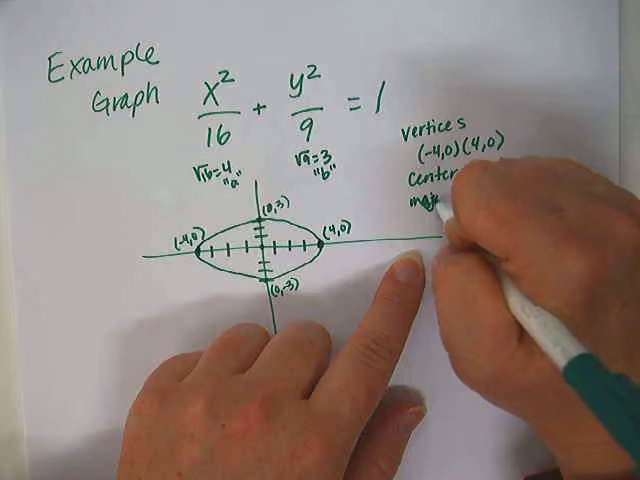 Example
Graph
x²/16 + y²/9 = 1
√16=4
"a"
√9=3
"b"
vertices
(-4,0)(4,0)
center
(0,3)
(-4,0)
(4,0)
(0,-3)